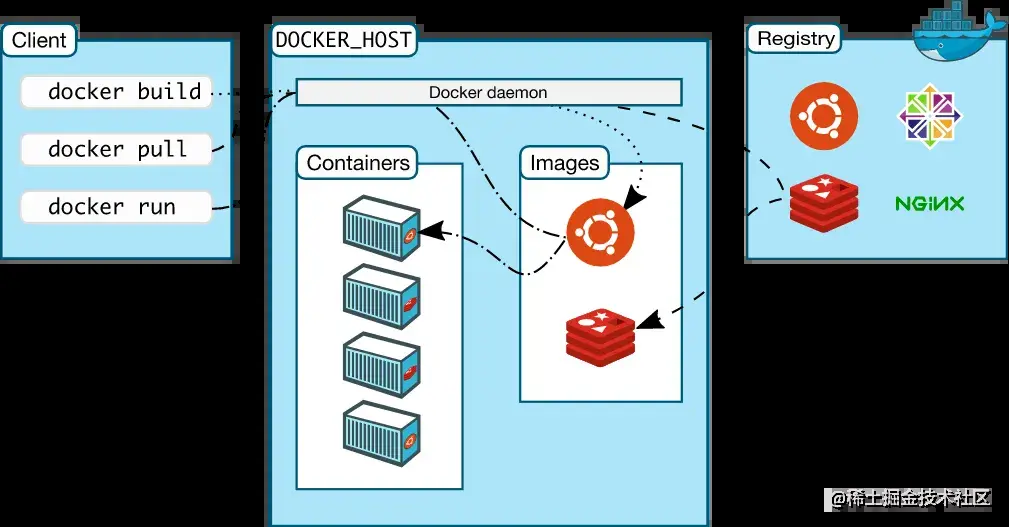 Client
docker build
docker pull
docker run
DOCKER_HOST
Docker daemon
Containers
Images
Registry
NGINX
@稀土掘金技术社区